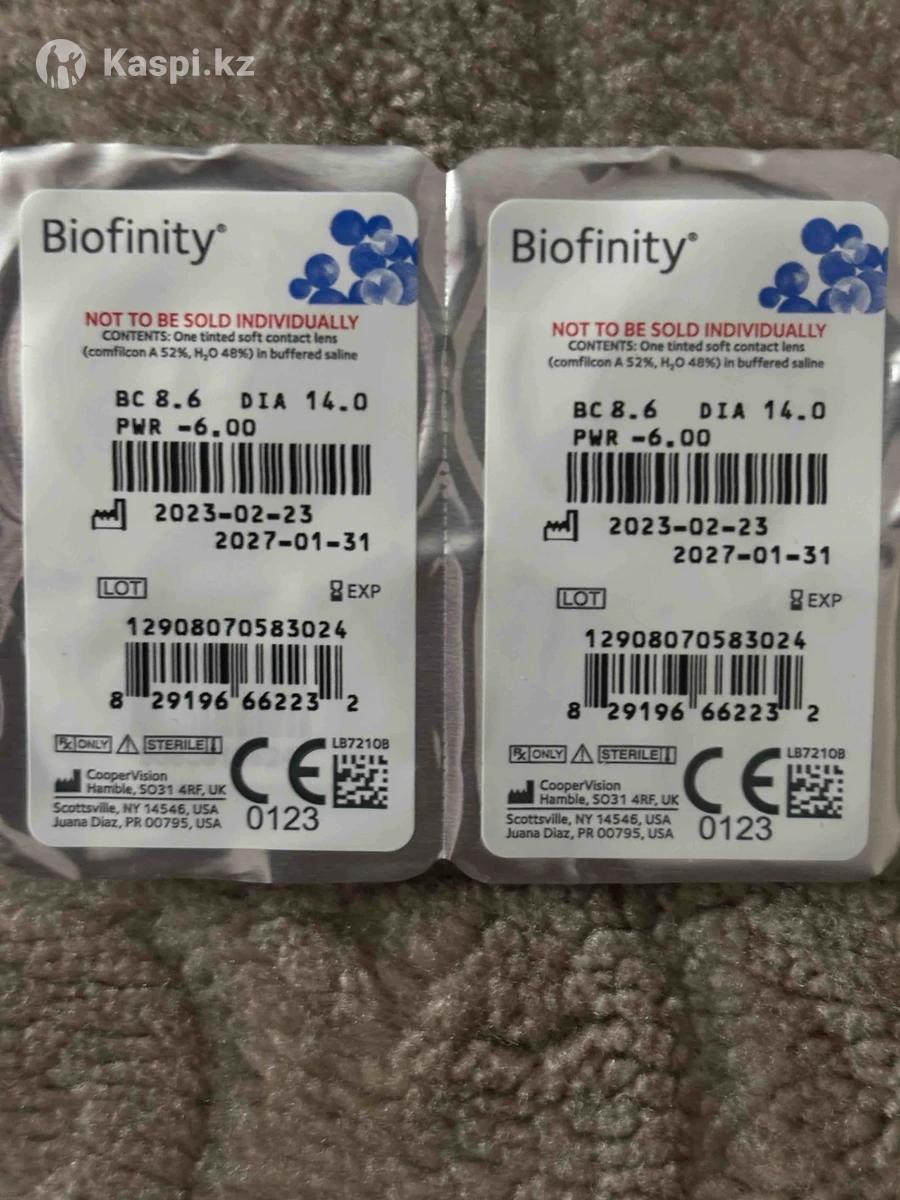 Kaspi.kz
Biofinity®
NOT TO BE SOLD INDIVIDUALLY
CONTENTS: One tinted soft contact lens
(comfilcon A 52%, H₂O 48%) in buffered saline
BC 8.6 DIA 14.0
PWR -6.00
2023-02-23
2027-01-31
LOT EXP
12908070583024
8 29196 66223 2
Rx ONLY STERILE LB7210B
CooperVision
Hamble, SO31 4RF, UK
Scottsville, NY 14546, USA
Juana Diaz, PR 00795, USA
CE 0123
Biofinity®
NOT TO BE SOLD INDIVIDUALLY
CONTENTS: One tinted soft contact lens
(comfilcon A 52%, H₂O 48%) in buffered saline
BC 8.6 DIA 14.0
PWR -6.00
2023-02-23
2027-01-31
LOT EXP
12908070583024
8 29196 66223 2
Rx ONLY STERILE LB7210B
CooperVision
Hamble, SO31 4RF, UK
Scottsville, NY 14546, USA
Juana Diaz, PR 00795, USA
CE 0123